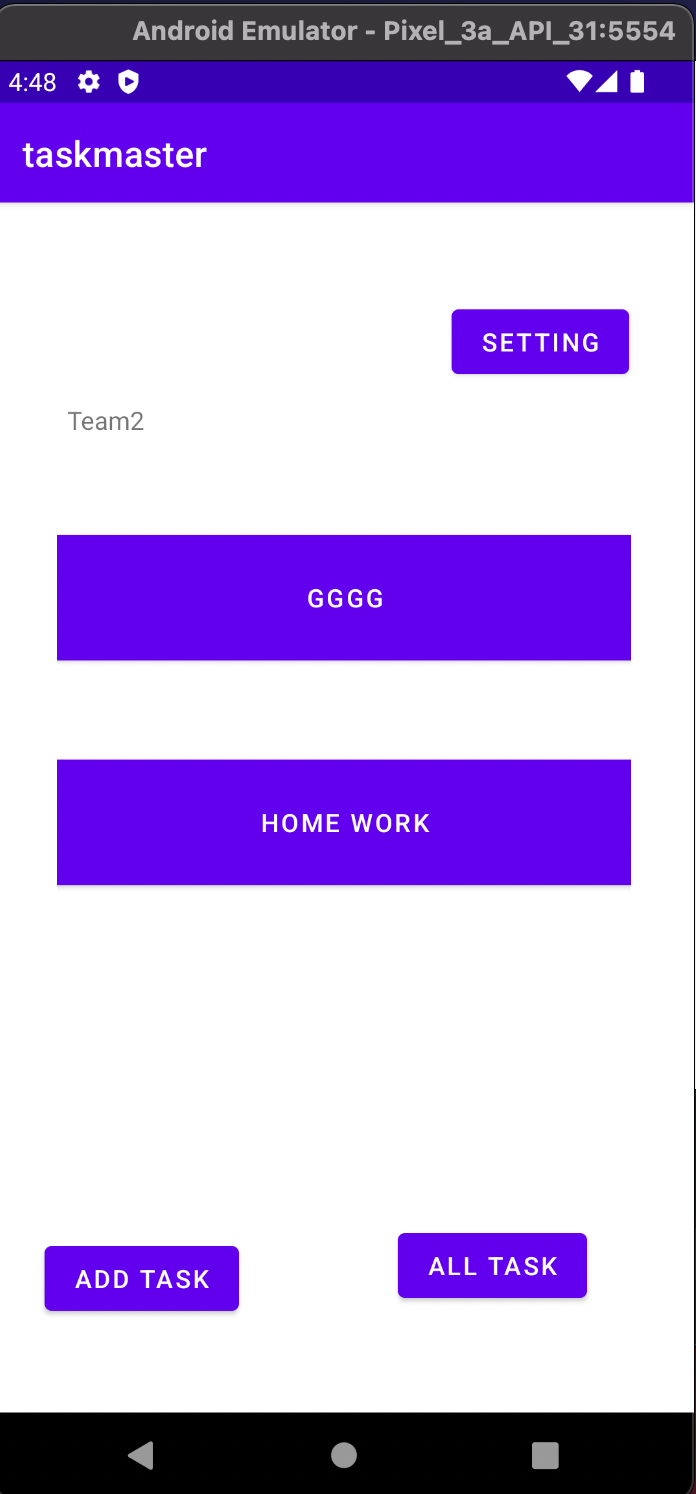 Android Emulator - Pixel_3a_API_31:5554
4:48
taskmaster
SETTING
Team2
GGGG
HOME WORK
ADD TASK
ALL TASK